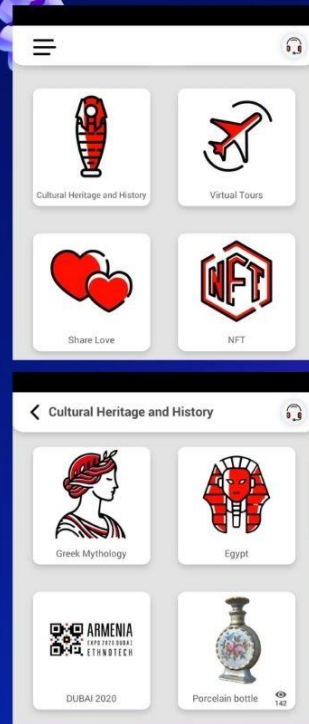 Cultural Heritage and History
Virtual Tours
Share Love
NFT
NFT
Cultural Heritage and History
Greek Mythology
Egypt
ARMENIA
EXPO 2021 DUBAI
ETHNOTECH
DUBAI 2020
Porcelain bottle
142